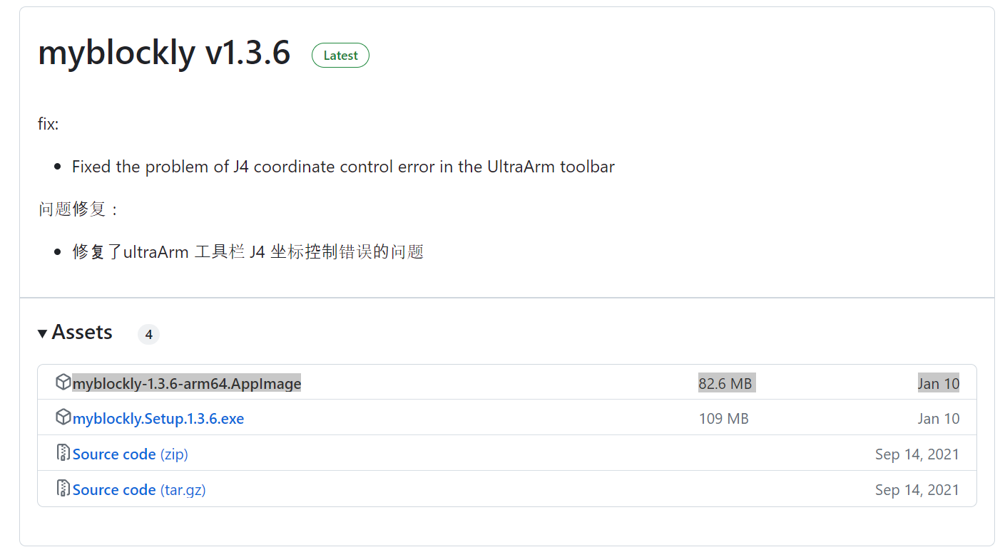 myblockly v1.3.6 Latest
fix:
Fixed the problem of J4 coordinate control error in the UltraArm toolbar
问题修复：
修复了ultraArm 工具栏 J4 坐标控制错误的问题
Assets 4
myblockly-1.3.6-arm64.AppImage 82.6 MB Jan 10
myblockly.Setup.1.3.6.exe 109 MB Jan 10
Source code (zip) Sep 14, 2021
Source code (tar.gz) Sep 14, 2021